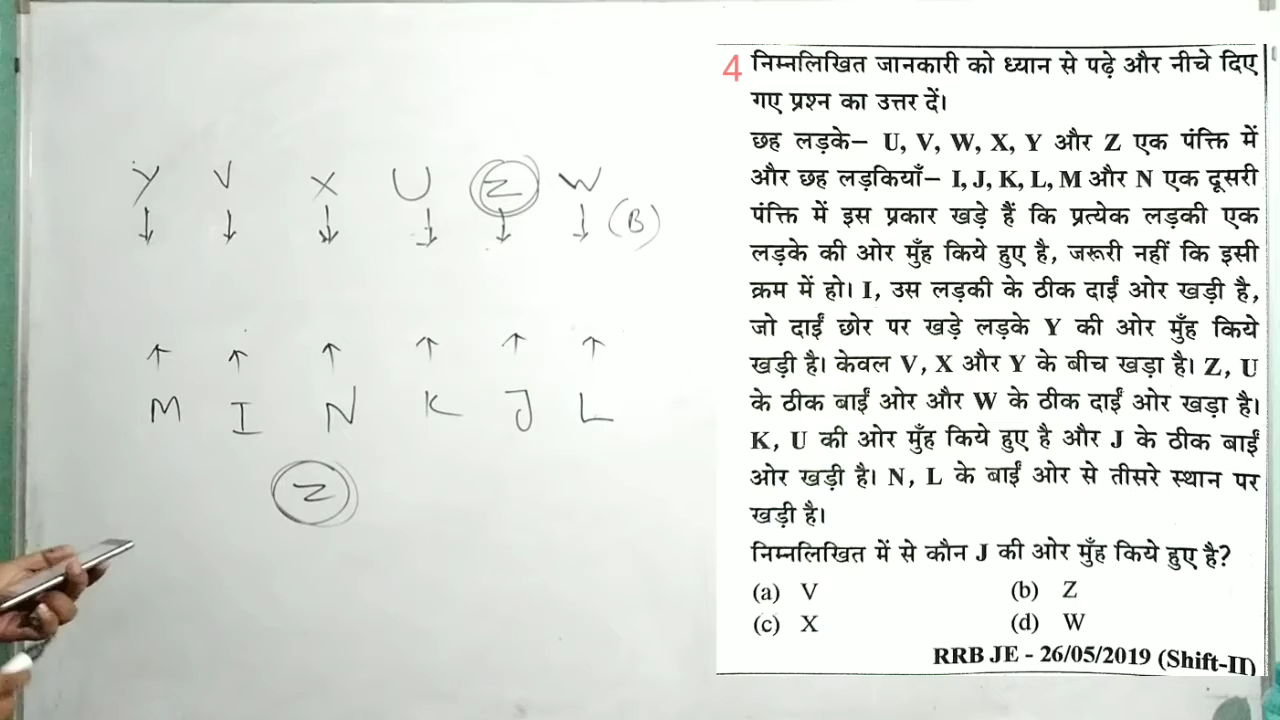 Y V X U Z W
(B)
M I N K J L
Z
4 निम्नलिखित जानकारी को ध्यान से पढ़े और नीचे दिए
गए प्रश्न का उत्तर दें।
छह लड़के– U, V, W, X, Y और Z एक पंक्ति में
और छह लड़कियाँ– I, J, K, L, M और N एक दूसरी
पंक्ति में इस प्रकार खड़े हैं कि प्रत्येक लड़की एक
लड़के की ओर मुँह किये हुए है, जरूरी नहीं कि इसी
क्रम में हो। I, उस लड़की के ठीक दाईं ओर खड़ी है,
जो दाईं छोर पर खड़े लड़के Y की ओर मुँह किये
खड़ी है। केवल V, X और Y के बीच खड़ा है। Z, U
के ठीक बाईं ओर और W के ठीक दाईं ओर खड़ा है।
K, U की ओर मुँह किये हुए है और J के ठीक बाईं
ओर खड़ी है। N, L के बाईं ओर से तीसरे स्थान पर
खड़ी है।
निम्नलिखित में से कौन J की ओर मुँह किये हुए है?
(a) V (b) Z
(c) X (d) W
RRB JE - 26/05/2019 (Shift-II)